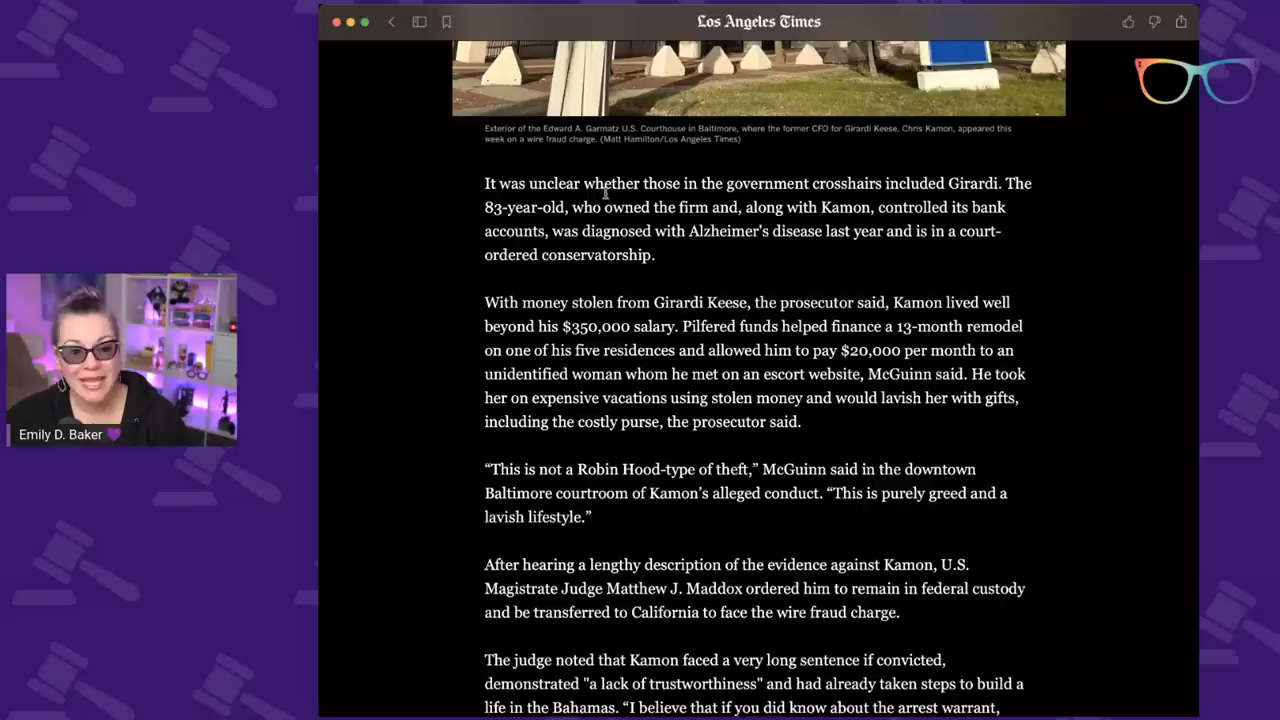 Los Angeles Times
Exterior of the Edward A. Garmatz U.S. Courthouse in Baltimore, where the former CFO for Girardi Keese, Chris Kamon, appeared this
week on a wire fraud charge. (Matt Hamilton/Los Angeles Times)
It was unclear whether those in the government crosshairs included Girardi. The
83-year-old, who owned the firm and, along with Kamon, controlled its bank
accounts, was diagnosed with Alzheimer's disease last year and is in a court-
ordered conservatorship.
With money stolen from Girardi Keese, the prosecutor said, Kamon lived well
beyond his $350,000 salary. Pilfered funds helped finance a 13-month remodel
on one of his five residences and allowed him to pay $20,000 per month to an
unidentified woman whom he met on an escort website, McGuinn said. He took
her on expensive vacations using stolen money and would lavish her with gifts,
including the costly purse, the prosecutor said.
“This is not a Robin Hood-type of theft,” McGuinn said in the downtown
Baltimore courtroom of Kamon’s alleged conduct. “This is purely greed and a
lavish lifestyle.”
After hearing a lengthy description of the evidence against Kamon, U.S.
Magistrate Judge Matthew J. Maddox ordered him to remain in federal custody
and be transferred to California to face the wire fraud charge.
The judge noted that Kamon faced a very long sentence if convicted,
demonstrated "a lack of trustworthiness" and had already taken steps to build a
life in the Bahamas. “I believe that if you did know about the arrest warrant,
Emily D. Baker